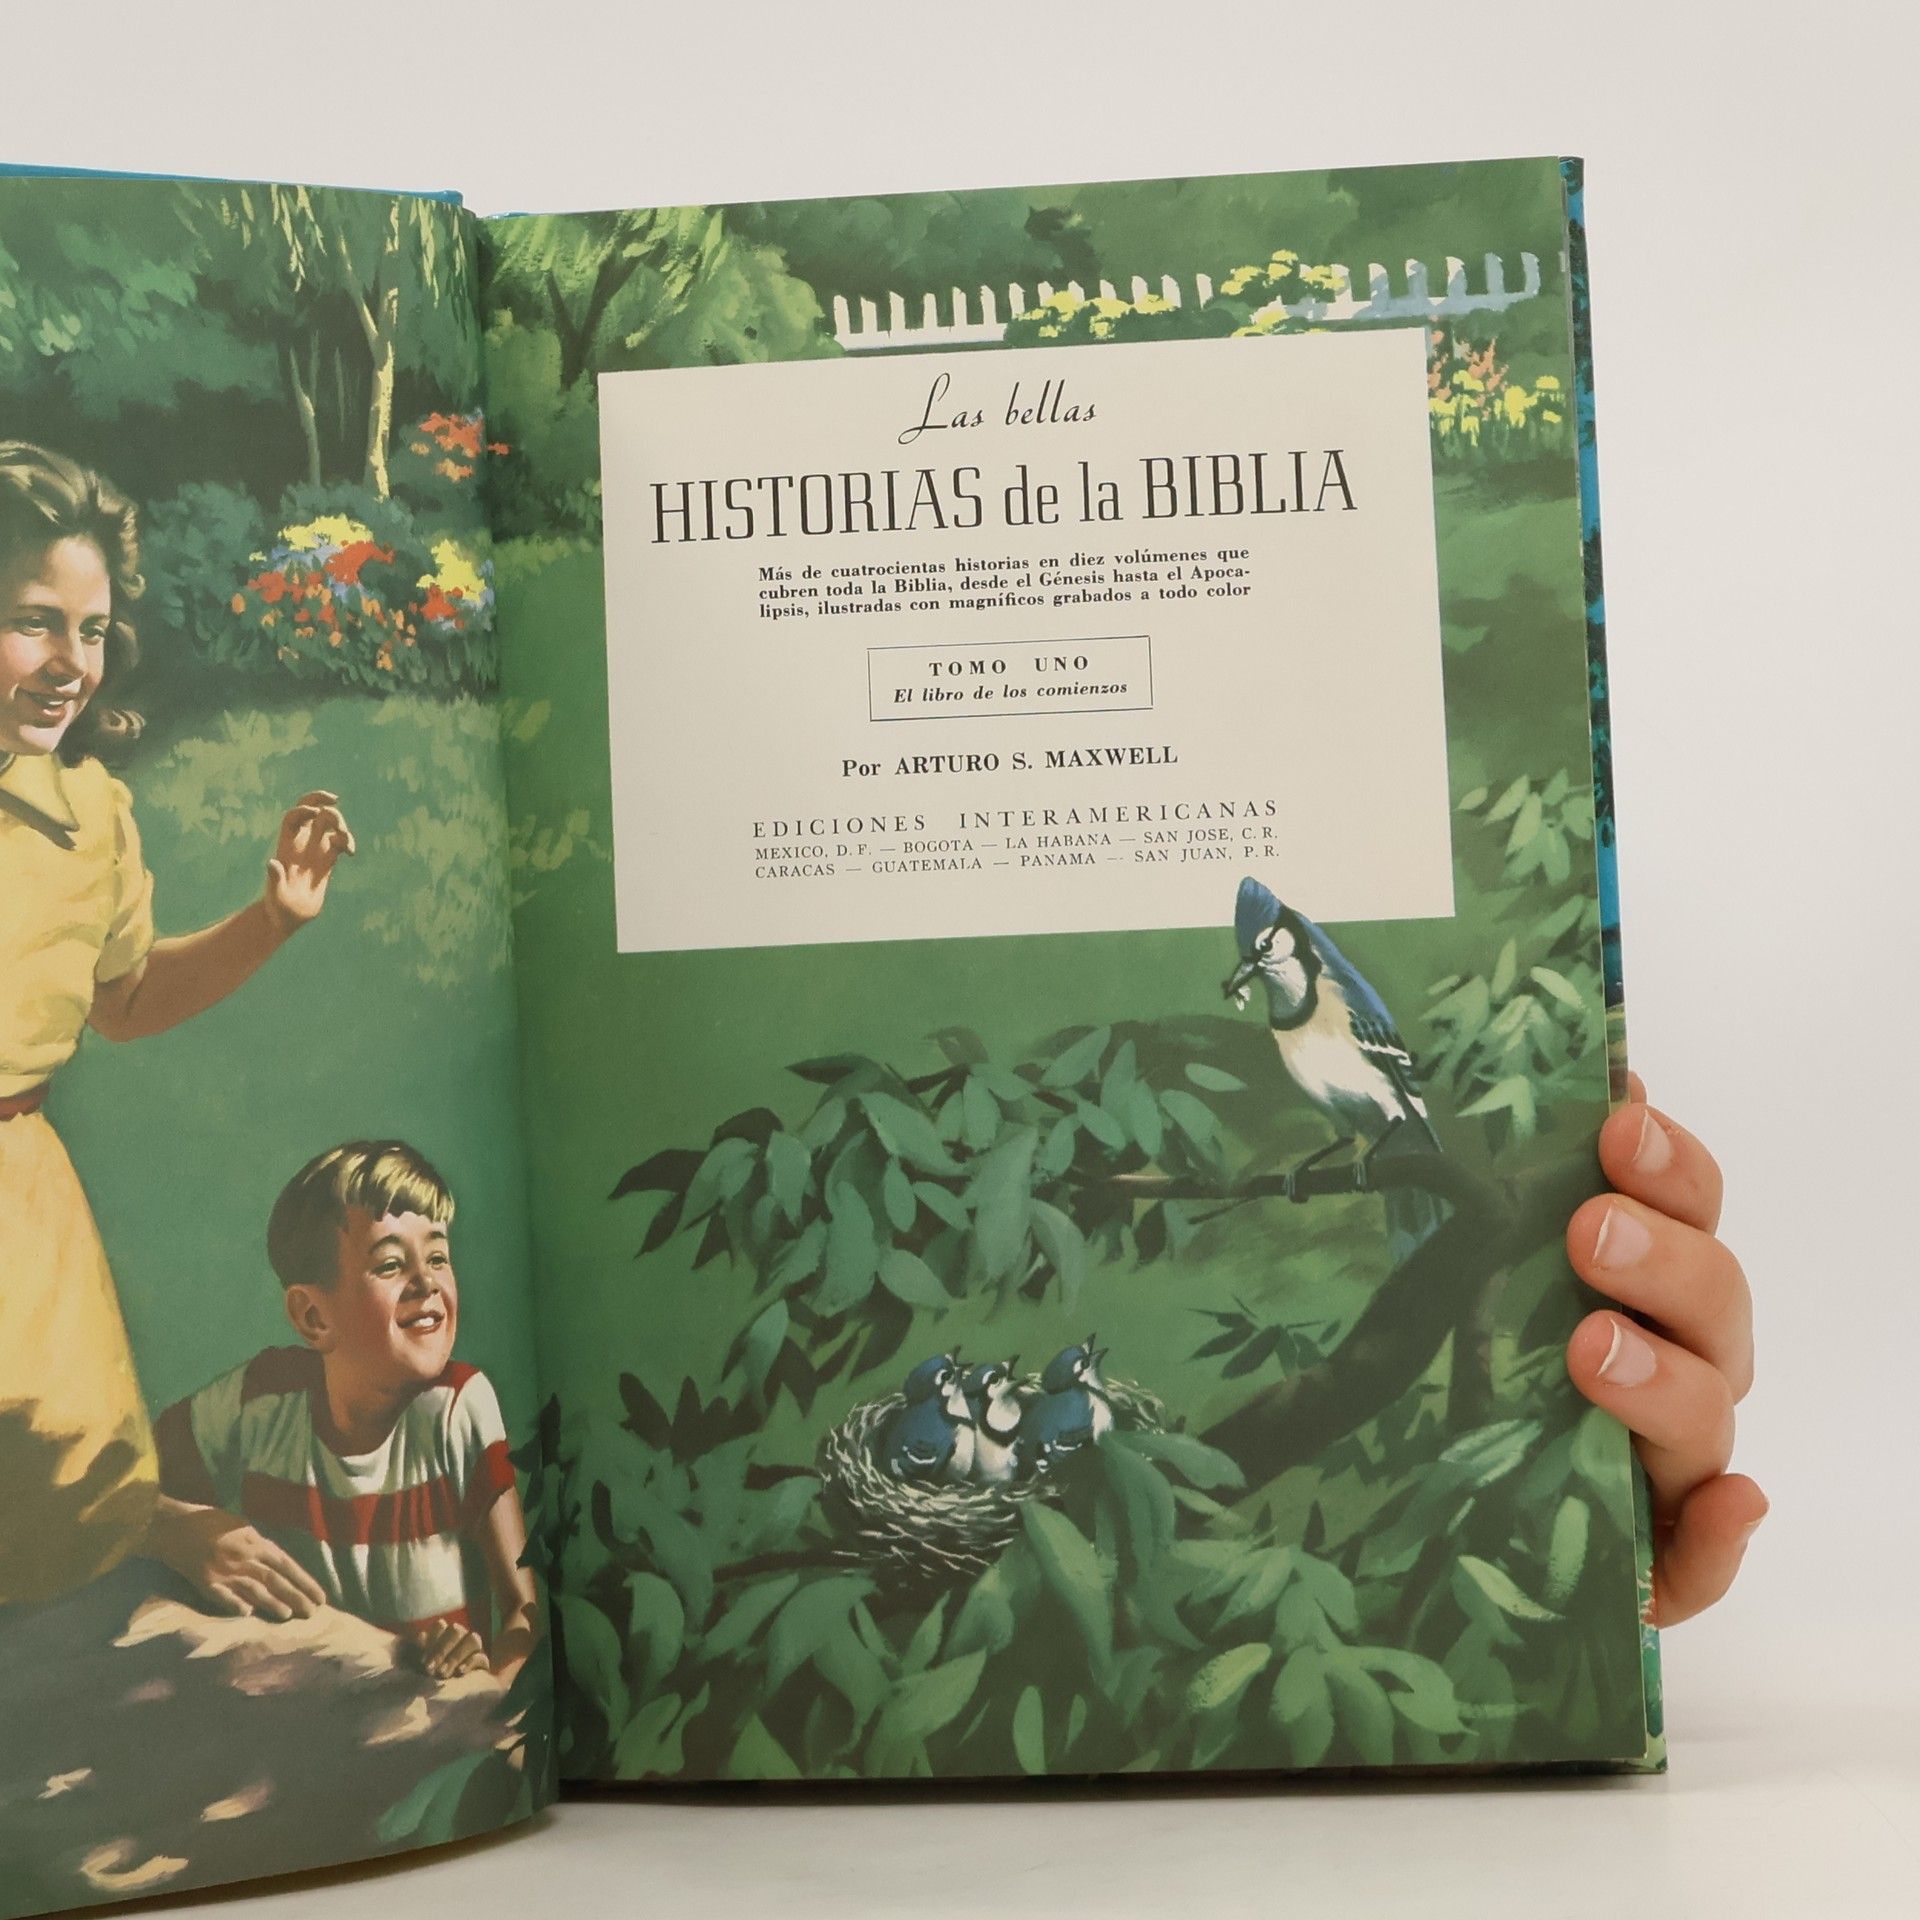 Las bellas
HISTORIAS de la BIBLIA
Más de cuatrocientas historias en diez volúmenes que
cubren toda la Biblia, desde el Génesis hasta el Apoca-
lipsis, ilustradas con magníficos grabados a todo color
TOMO UNO
El libro de los comienzos
Por ARTURO S. MAXWELL
EDICIONES INTERAMERICANAS
MEXICO, D. F. — BOGOTA — LA HABANA — SAN JOSE, C. R.
CARACAS — GUATEMALA — PANAMA — SAN JUAN, P. R.